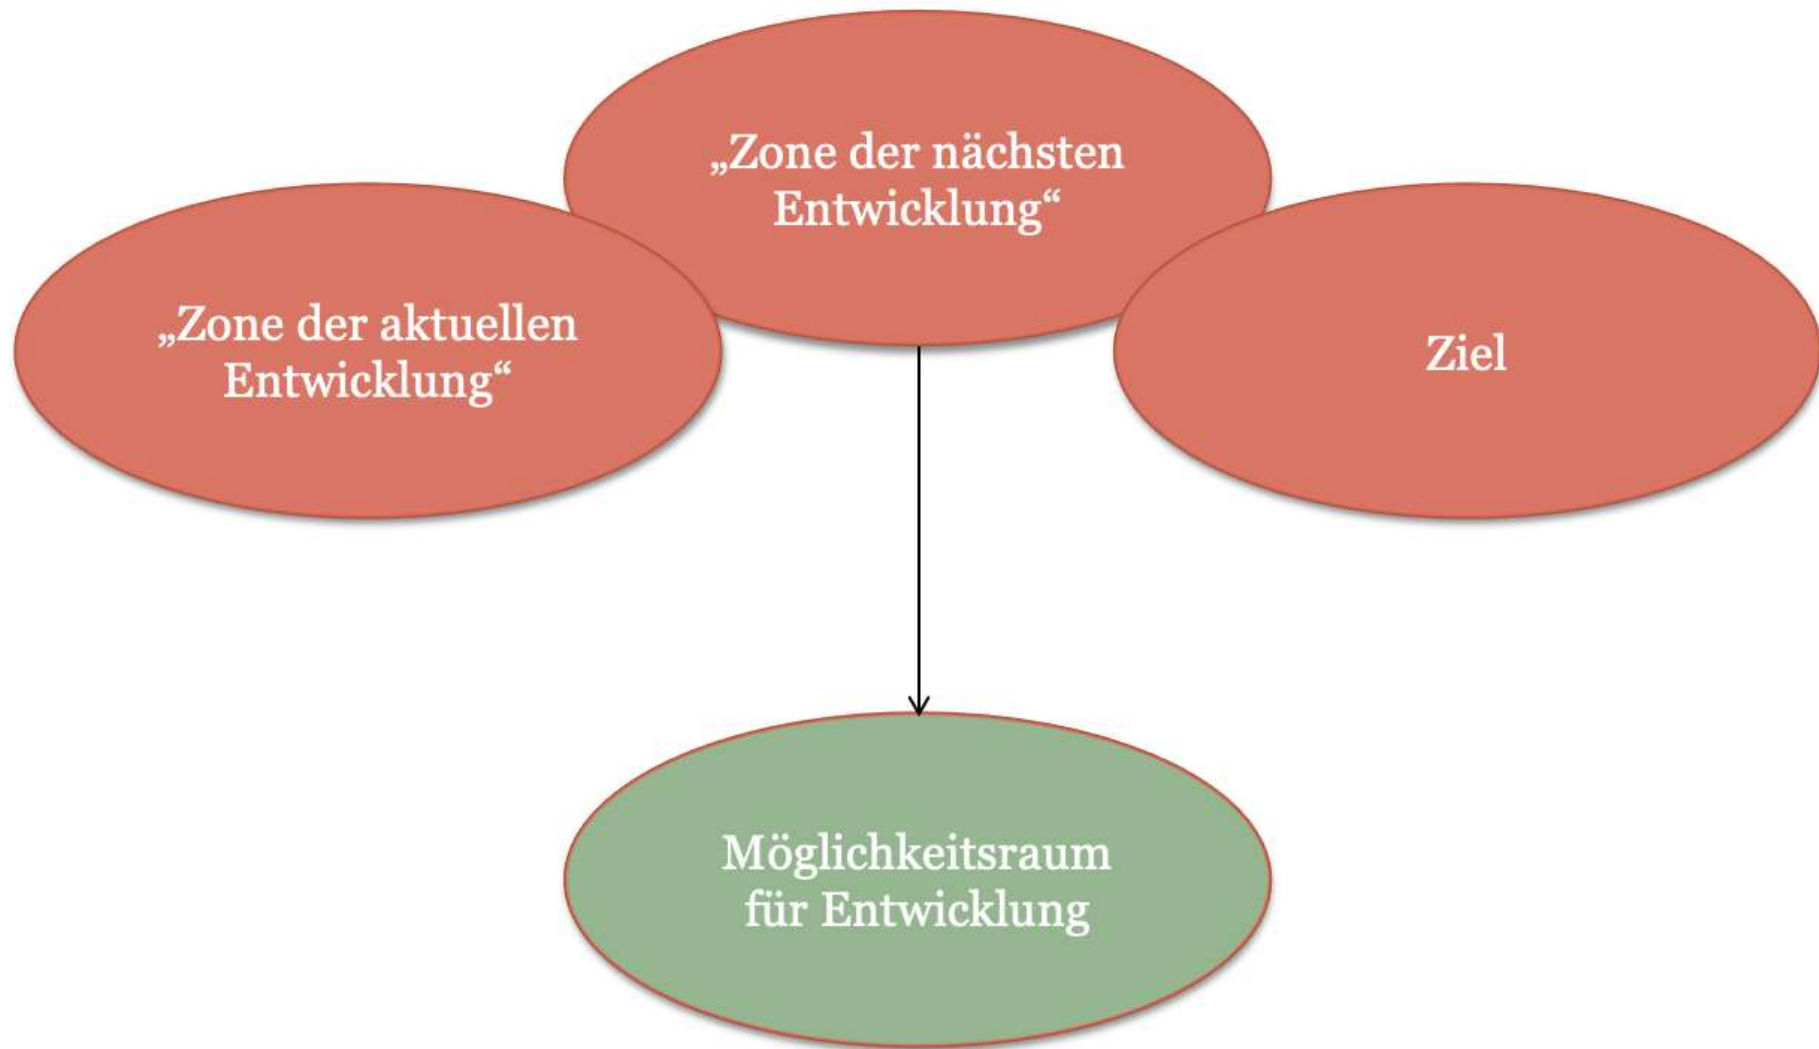 „Zone der nächsten
Entwicklung“
„Zone der aktuellen
Entwicklung“
Ziel
Möglichkeitsraum
für Entwicklung